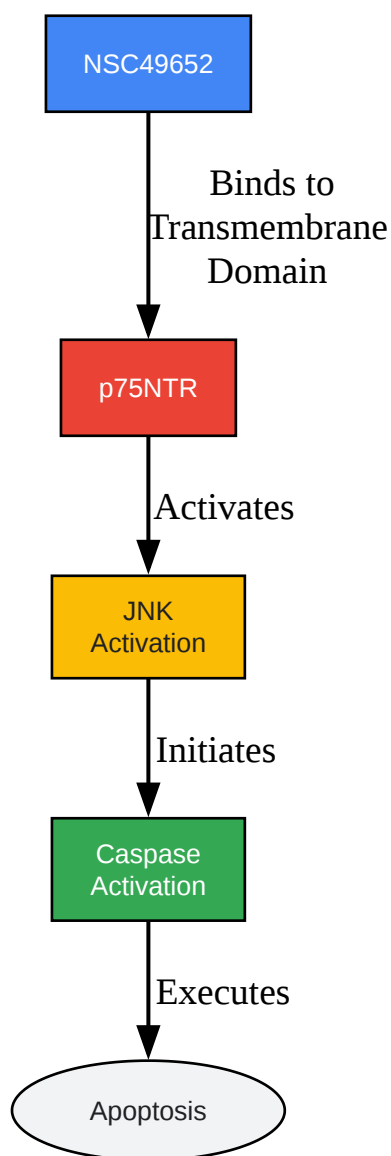 NSC49652
Binds to
Transmembrane
Domain
p75NTR
Activates
JNK
Activation
Initiates
Caspase
Activation
Executes
Apoptosis